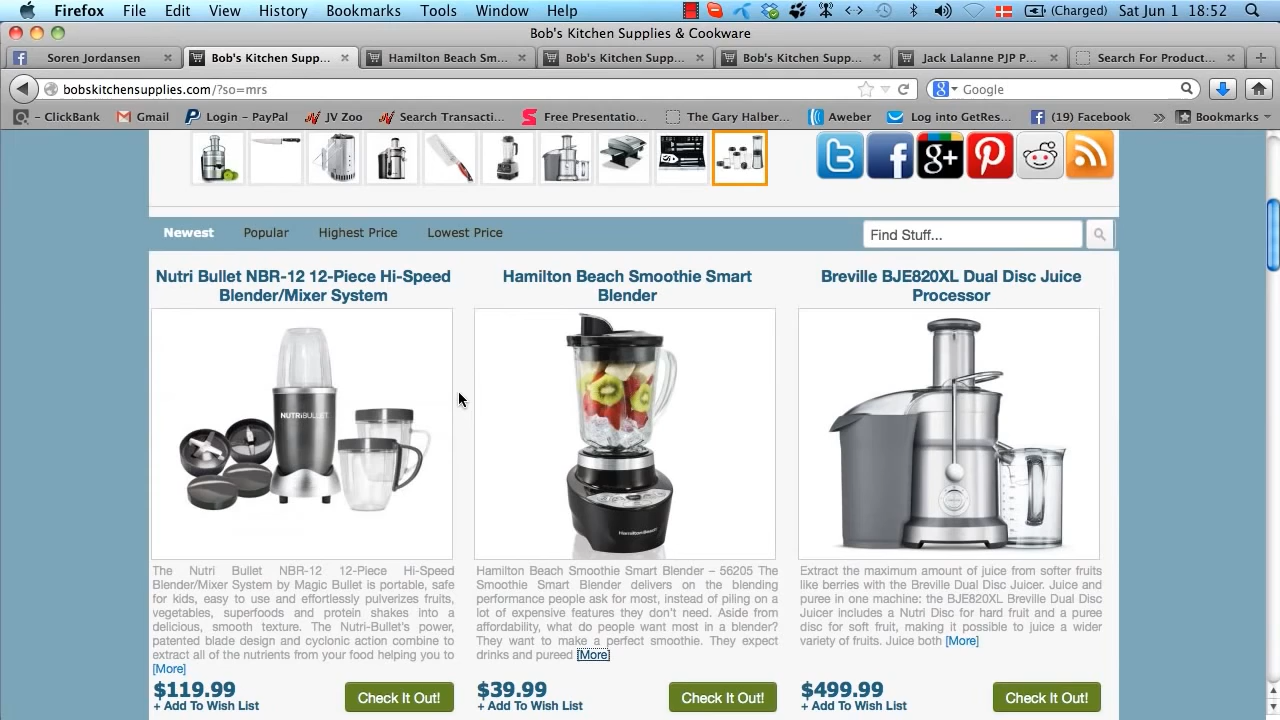 Firefox File Edit View History Bookmarks Tools Window Help (Charged) Sat Jun 1 18:52
Bob's Kitchen Supplies & Cookware
Soren Jordansen Bob's Kitchen Supp... Hamilton Beach Sm... Bob's Kitchen Supp... Bob's Kitchen Supp... Jack Lalanne PJP P... Search For Product...
bobskitchensupplies.com/?so=mrs Google
- ClickBank Gmail Login - PayPal JV Zoo Search Transacti... Free Presentatio... The Gary Halber... Aweber Log into GetRes... (19) Facebook » Bookmarks
Newest Popular Highest Price Lowest Price Find Stuff...
Nutri Bullet NBR-12 12-Piece Hi-Speed
Blender/Mixer System
NUTRIBULLET
The Nutri Bullet NBR-12 12-Piece Hi-Speed
Blender/Mixer System by Magic Bullet is portable, safe
for kids, easy to use and effortlessly pulverizes fruits,
vegetables, superfoods and protein shakes into a
delicious, smooth texture. The Nutri-Bullet's power,
patented blade design and cyclonic action combine to
extract all of the nutrients from your food helping you to
[More]
$119.99
+ Add To Wish List
Check It Out!
Hamilton Beach Smoothie Smart
Blender
Hamilton Beach
Hamilton Beach Smoothie Smart Blender – 56205 The
Smoothie Smart Blender delivers on the blending
performance people ask for most, instead of piling on a
lot of expensive features they don't need. Aside from
affordability, what do people want most in a blender?
They want to make a perfect smoothie. They expect
drinks and pureed [More]
$39.99
+ Add To Wish List
Check It Out!
Breville BJE820XL Dual Disc Juice
Processor
Extract the maximum amount of juice from softer fruits
like berries with the Breville Dual Disc Juicer. Juice and
puree in one machine: the BJE820XL Breville Dual Disc
Juicer includes a Nutri Disc for hard fruit and a puree
disc for soft fruit, making it possible to juice a wider
variety of fruits. Juice both [More]
$499.99
+ Add To Wish List
Check It Out!